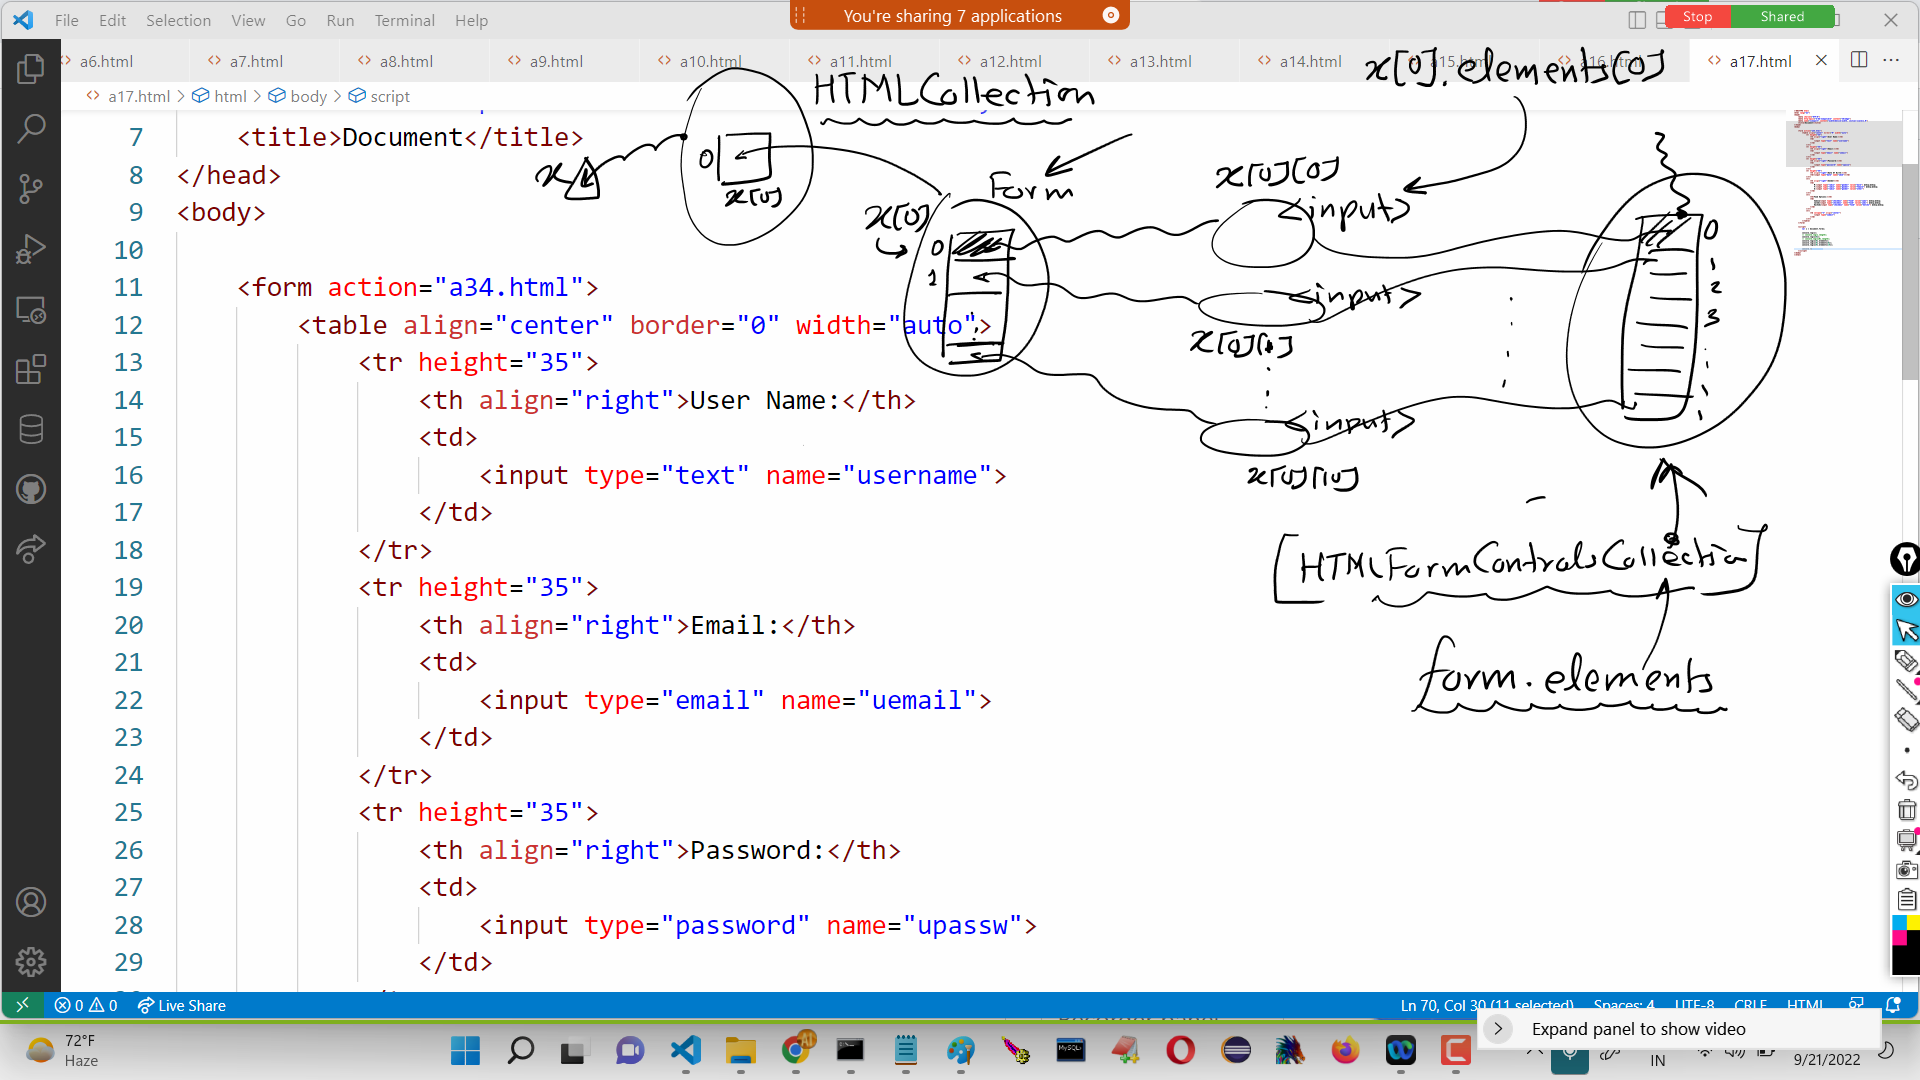 File Edit Selection View Go Run Terminal Help
You're sharing 7 applications
Stop Shared
a6.html a7.html a8.html a9.html a10.html a11.html a12.html a13.html a14.html a15.html a16.html a17.html
a17.html > html > body > script
HTMLCollection
x[0].elements[0]
7 <title>Document</title>
8 </head>
9 <body>
10
11 <form action="a34.html">
12 <table align="center" border="0" width="auto">
13 <tr height="35">
14 <th align="right">User Name:</th>
15 <td>
16 <input type="text" name="username">
17 </td>
18 </tr>
19 <tr height="35">
20 <th align="right">Email:</th>
21 <td>
22 <input type="email" name="uemail">
23 </td>
24 </tr>
25 <tr height="35">
26 <th align="right">Password:</th>
27 <td>
28 <input type="password" name="upassw">
29 </td>
x
0
x[0]
Form
x[0]
0
1
x[0][0]
<input>
<input>
x[0][1]
<input>
x[0][10]
0
1
2
3
[HTMLFormControlsCollection]
form.elements
0 0 Live Share
Ln 70, Col 30 (11 selected) Spaces: 4 UTF-8 CRLF HTML
Expand panel to show video
72°F
Haze
IN
9/21/2022